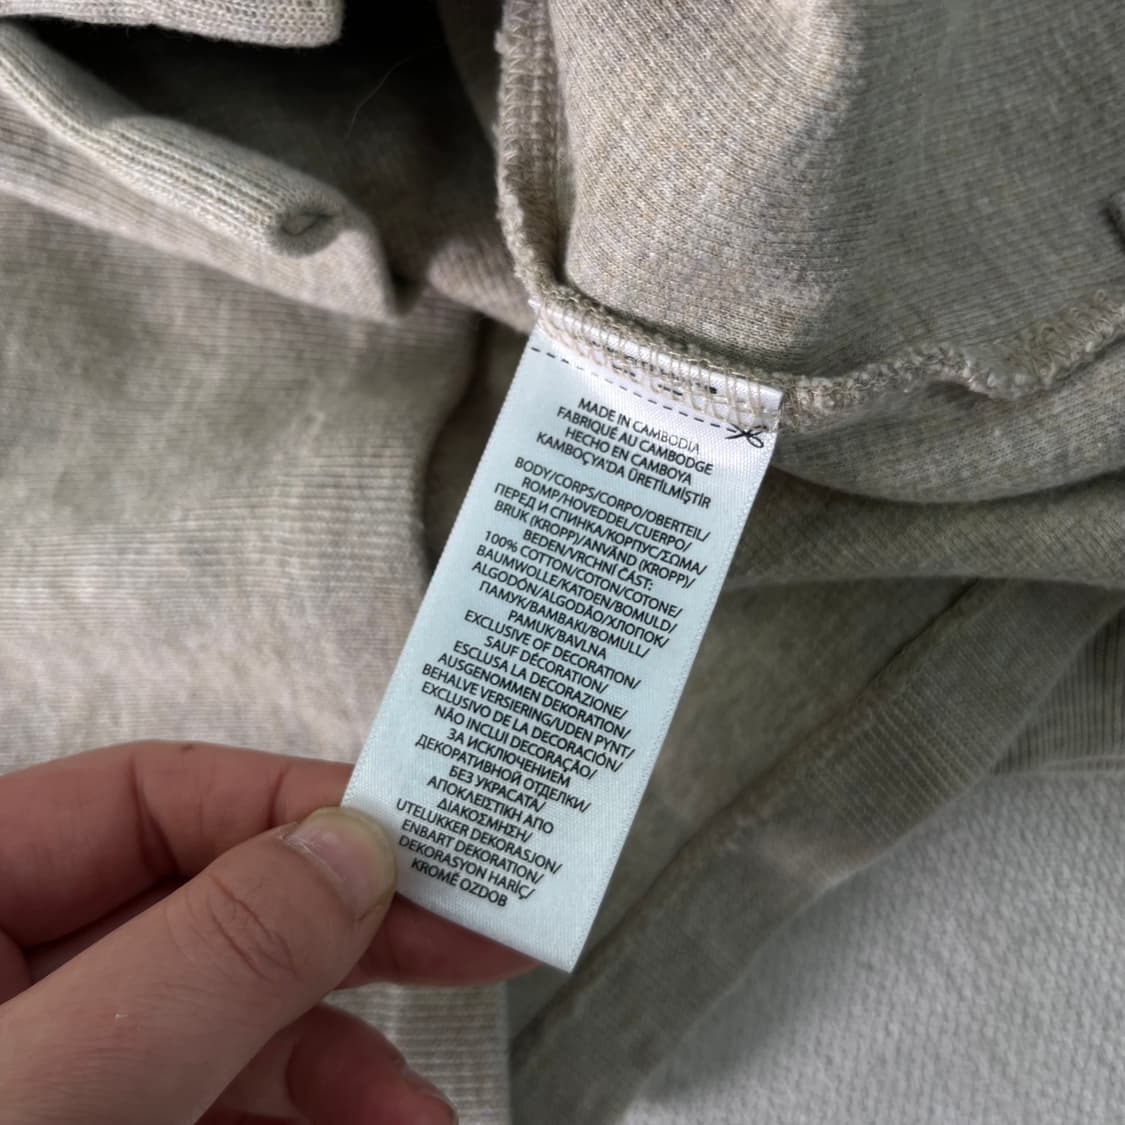 MADE IN CAMBODIA
FABRIQUÉ AU CAMBODGE
HECHO EN CAMBOYA
KAMBOÇYA'DA ÜRETİLMİŞTİR
BODY/CORPS/CORPO/OBERTEIL/
ROMP/HOVEDDEL/CUERPO/
ПЕРЕД И СПИНКА/КОРПУС/ΣΩΜΑ/
BRUK (KROPP)/ANVÄND (KROPP)/
BEDEN/VRCHNÍ ČÁST:
100% COTTON/COTON/COTONE/
BAUMWOLLE/KATOEN/BOMULD/
ALGODÓN/ALGODÃO/ХЛОПОК/
ПАМУК/ΒΑΜΒΑΚΙ/BOMULL/
PAMUK/BAVLNA
EXCLUSIVE OF DECORATION/
SAUF DÉCORATION/
ESCLUSA LA DECORAZIONE/
AUSGENOMMEN DEKORATION/
BEHALVE VERSIERING/UDEN PYNT/
EXCLUSIVO DE LA DECORACIÓN/
NÃO INCLUI DECORAÇÃO/
ЗА ИСКЛЮЧЕНИЕМ
ДЕКОРАТИВНОЙ ОТДЕЛКИ/
БЕЗ УКРАСАТА/
ΑΠΟΚΛΕΙΣΤΙΚΗ ΑΠΟ
ΔΙΑΚΟΣΜΗΣΗ/
UTELUKKER DEKORASJON/
ENBART DEKORATION/
DEKORASYON HARİÇ/
KROMĚ OZDOB